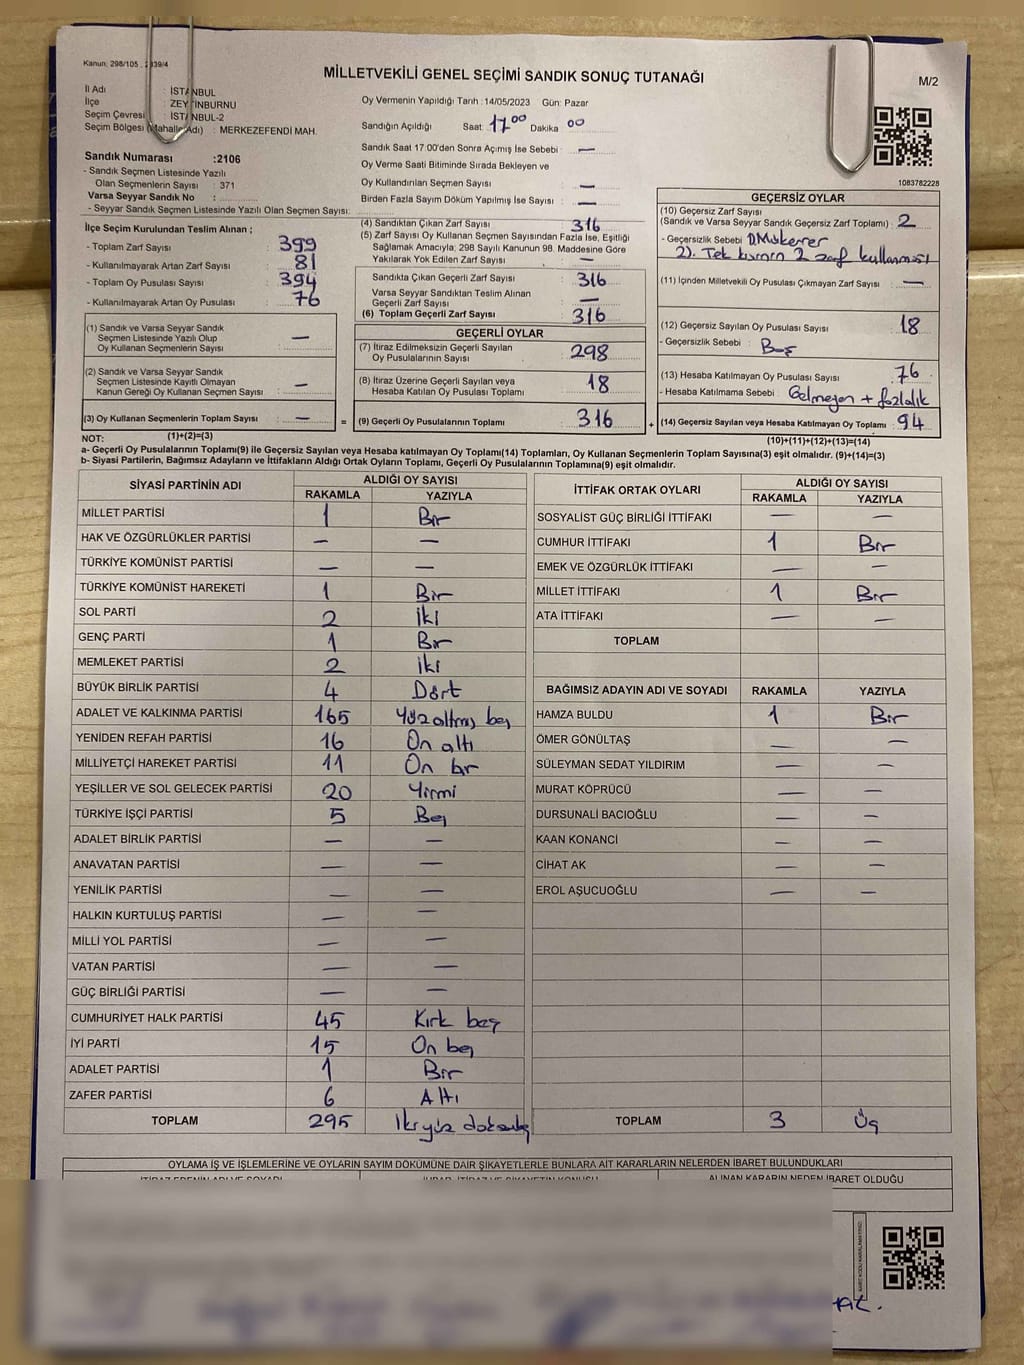 Kanun: 298/105
MİLLETVEKİLİ GENEL SEÇİMİ SANDIK SONUÇ TUTANAĞI
M/2
İl Adı : İSTANBUL
İlçe : ZEYTİNBURNU
Seçim Çevresi : İSTANBUL-2
Seçim Bölgesi (Mahalle Adı) : MERKEZEFENDİ MAH.
Sandık Numarası :2106
- Sandık Seçmen Listesinde Yazılı
Olan Seçmenlerin Sayısı : 371
Varsa Seyyar Sandık No :
- Seyyar Sandık Seçmen Listesinde Yazılı Olan Seçmen Sayısı:
İlçe Seçim Kurulundan Teslim Alınan ;
- Toplam Zarf Sayısı : 399
- Kullanılmayarak Artan Zarf Sayısı : 81
- Toplam Oy Pusulası Sayısı : 394
- Kullanılmayarak Artan Oy Pusulası : 76
Oy Vermenin Yapıldığı Tarih :14/05/2023 Gün: Pazar
Sandığın Açıldığı Saat 17 00 Dakika 00
Sandık Saat 17.00'den Sonra Açımış İse Sebebi : —
Oy Verme Saati Bitiminde Sırada Bekleyen ve
Oy Kullandırılan Seçmen Sayısı : —
Birden Fazla Sayım Döküm Yapılmış İse Sayısı : —
(4) Sandıktan Çıkan Zarf Sayısı : 316
(5) Zarf Sayısı Oy Kullanan Seçmen Sayısından Fazla İse, Eşitliği
Sağlamak Amacıyla; 298 Sayılı Kanunun 98. Maddesine Göre
Yakılarak Yok Edilen Zarf Sayısı : —
Sandıkta Çıkan Geçerli Zarf Sayısı : 316
Varsa Seyyar Sandıktan Teslim Alınan
Geçerli Zarf Sayısı : —
(6) Toplam Geçerli Zarf Sayısı : 316
1083782228
GEÇERSİZ OYLAR
(10) Geçersiz Zarf Sayısı
(Sandık ve Varsa Seyyar Sandık Geçersiz Zarf Toplamı) : 2
- Geçersizlik Sebebi : Mükerrer
2). Tek kişinin 2 zarf kullanması
(11) İçinden Milletvekili Oy Pusulası Çıkmayan Zarf Sayısı : —
(12) Geçersiz Sayılan Oy Pusulası Sayısı : 18
- Geçersizlik Sebebi : Boş
(13) Hesaba Katılmayan Oy Pusulası Sayısı : 76
- Hesaba Katılmama Sebebi : Gelmeyen + fazlalık
(14) Geçersiz Sayılan veya Hesaba Katılmayan Oy Toplamı : 94
(10)+(11)+(12)+(13)=(14)
(1) Sandık ve Varsa Seyyar Sandık
Seçmen Listesinde Yazılı Olup
Oy Kullanan Seçmenlerin Sayısı : —
(2) Sandık ve Varsa Seyyar Sandık
Seçmen Listesinde Kayıtlı Olmayan
Kanun Gereği Oy Kullanan Seçmen Sayısı : —
(3) Oy Kullanan Seçmenlerin Toplam Sayısı : — =
(1)+(2)=(3)
GEÇERLİ OYLAR
(7) İtiraz Edilmeksizin Geçerli Sayılan
Oy Pusulalarının Sayısı : 298
(8) İtiraz Üzerine Geçerli Sayılan veya
Hesaba Katılan Oy Pusulaları Toplamı : 18
(9) Geçerli Oy Pusulalarının Toplamı : 316 +
NOT:
a- Geçerli Oy Pusulalarının Toplamı(9) ile Geçersiz Sayılan veya Hesaba katılmayan Oy Toplamı(14) Toplamları, Oy Kullanan Seçmenlerin Toplam Sayısına(3) eşit olmalıdır. (9)+(14)=(3)
b- Siyasi Partilerin, Bağımsız Adayların ve İttifakların Aldığı Ortak Oyların Toplamı, Geçerli Oy Pusulalarının Toplamına(9) eşit olmalıdır.
SİYASİ PARTİNİN ADI ALDIĞI OY SAYISI
RAKAMLA YAZIYLA
MİLLET PARTİSİ 1 Bir
HAK VE ÖZGÜRLÜKLER PARTİSİ — —
TÜRKİYE KOMÜNİST PARTİSİ — —
TÜRKİYE KOMÜNİST HAREKETİ 1 Bir
SOL PARTİ 2 İki
GENÇ PARTİ 1 Bir
MEMLEKET PARTİSİ 2 iki
BÜYÜK BİRLİK PARTİSİ 4 Dört
ADALET VE KALKINMA PARTİSİ 165 Yüz altmış beş
YENİDEN REFAH PARTİSİ 16 On altı
MİLLİYETÇİ HAREKET PARTİSİ 11 On bir
YEŞİLLER VE SOL GELECEK PARTİSİ 20 Yirmi
TÜRKİYE İŞÇİ PARTİSİ 5 Beş
ADALET BİRLİK PARTİSİ — —
ANAVATAN PARTİSİ — —
YENİLİK PARTİSİ — —
HALKIN KURTULUŞ PARTİSİ — —
MİLLİ YOL PARTİSİ — —
VATAN PARTİSİ — —
GÜÇ BİRLİĞİ PARTİSİ — —
CUMHURİYET HALK PARTİSİ 45 Kırk beş
İYİ PARTİ 15 On beş
ADALET PARTİSİ 1 Bir
ZAFER PARTİSİ 6 Altı
TOPLAM 295 İkiyüz
İTTİFAK ORTAK OYLARI ALDIĞI OY SAYISI
RAKAMLA YAZIYLA
SOSYALİST GÜÇ BİRLİĞİ İTTİFAKI — —
CUMHUR İTTİFAKI 1 Bir
EMEK VE ÖZGÜRLÜK İTTİFAKI — —
MİLLET İTTİFAKI 1 Bir
ATA İTTİFAKI — —
TOPLAM
BAĞIMSIZ ADAYIN ADI VE SOYADI RAKAMLA YAZIYLA
HAMZA BULDU 1 Bir
ÖMER GÖNÜLTAŞ — —
SÜLEYMAN SEDAT YILDIRIM — —
MURAT KÖPRÜCÜ — —
DURSUNALİ BACIOĞLU — —
KAAN KONANCİ — —
CİHAT AK — —
EROL AŞUCUOĞLU — —
TOPLAM 3 Üç
OYLAMA İŞ VE İŞLEMLERİNE VE OYLARIN SAYIM DÖKÜMÜNE DAİR ŞİKAYETLERLE BUNLARA AİT KARARLARIN NELERDEN İBARET BULUNDUKLARI
ALINAN KARARIN NEDEN İBARET OLDUĞU